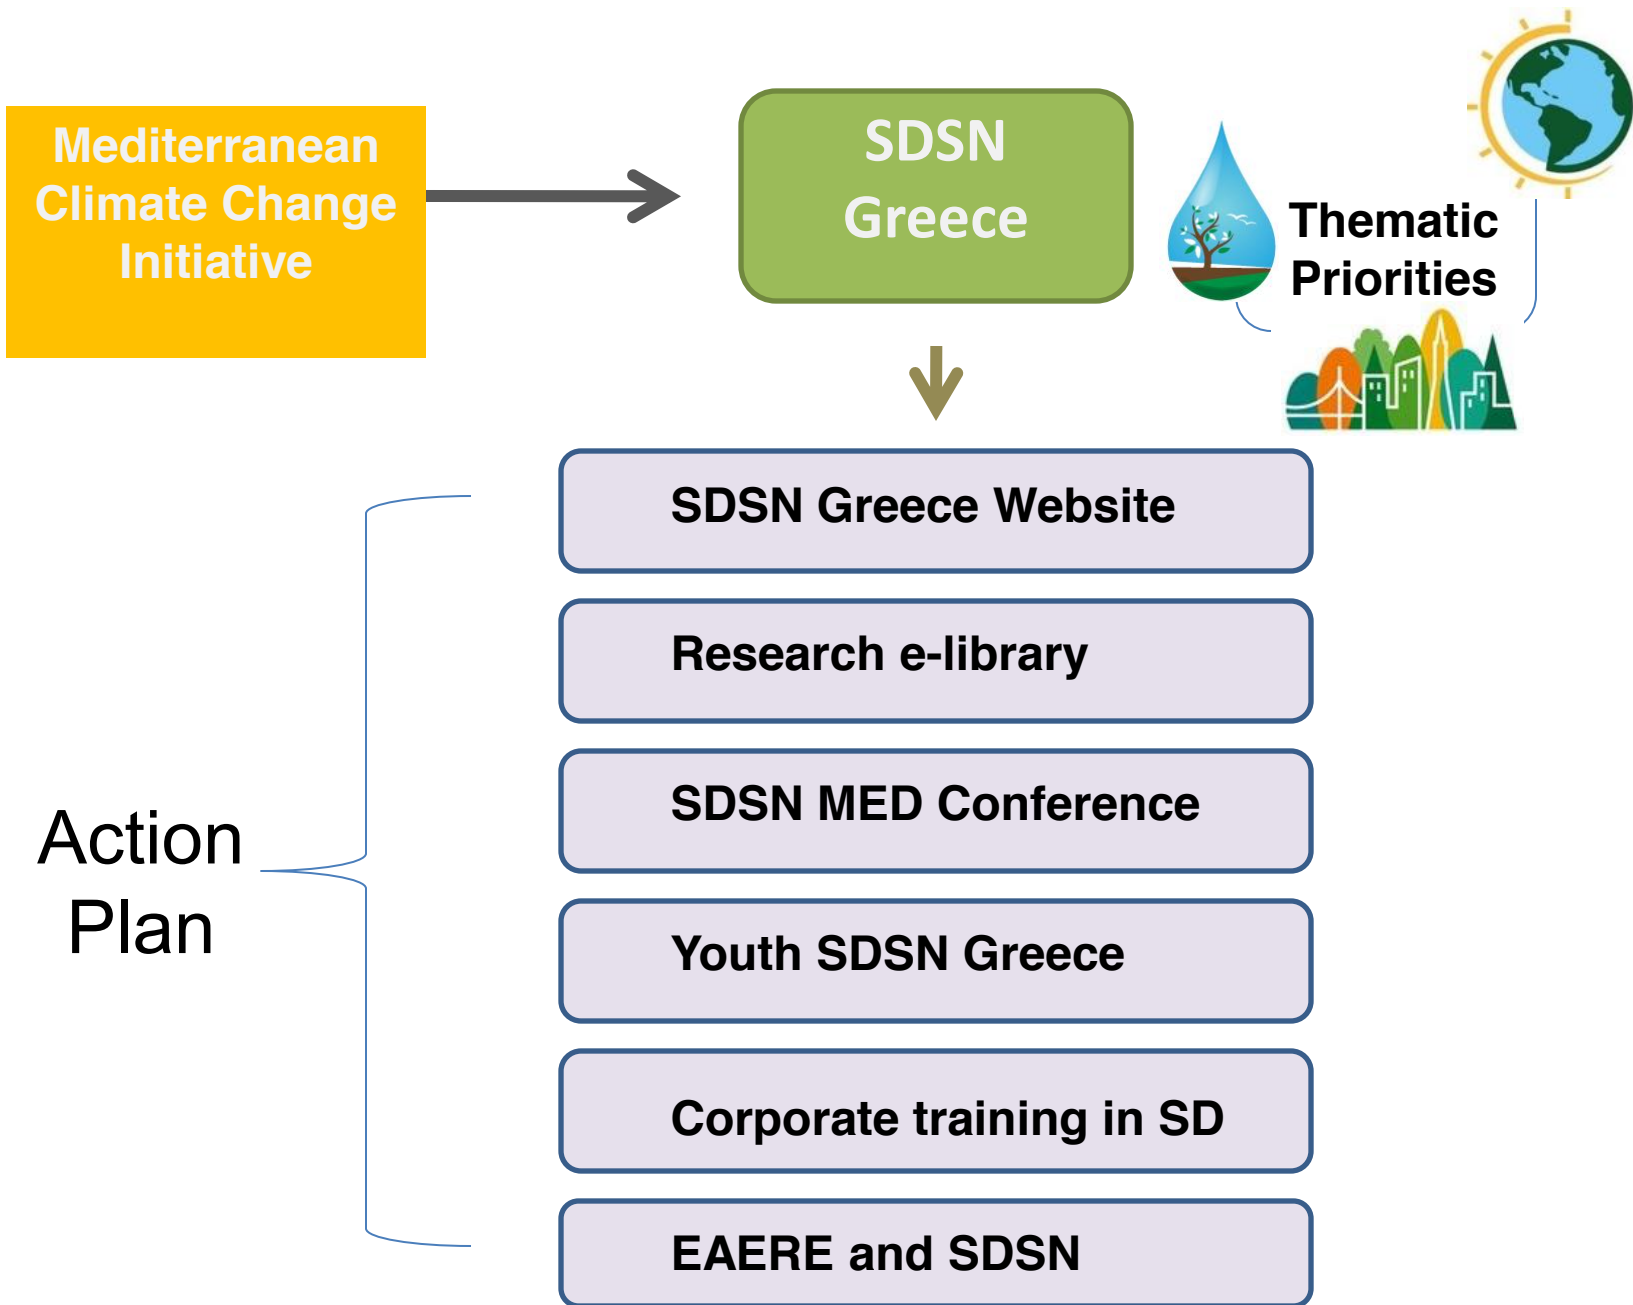 Mediterranean
Climate Change
Initiative
SDSN
Greece
Thematic
Priorities
SDSN Greece Website
Research e-library
SDSN MED Conference
Youth SDSN Greece
Corporate training in SD
EAERE and SDSN
Action
Plan